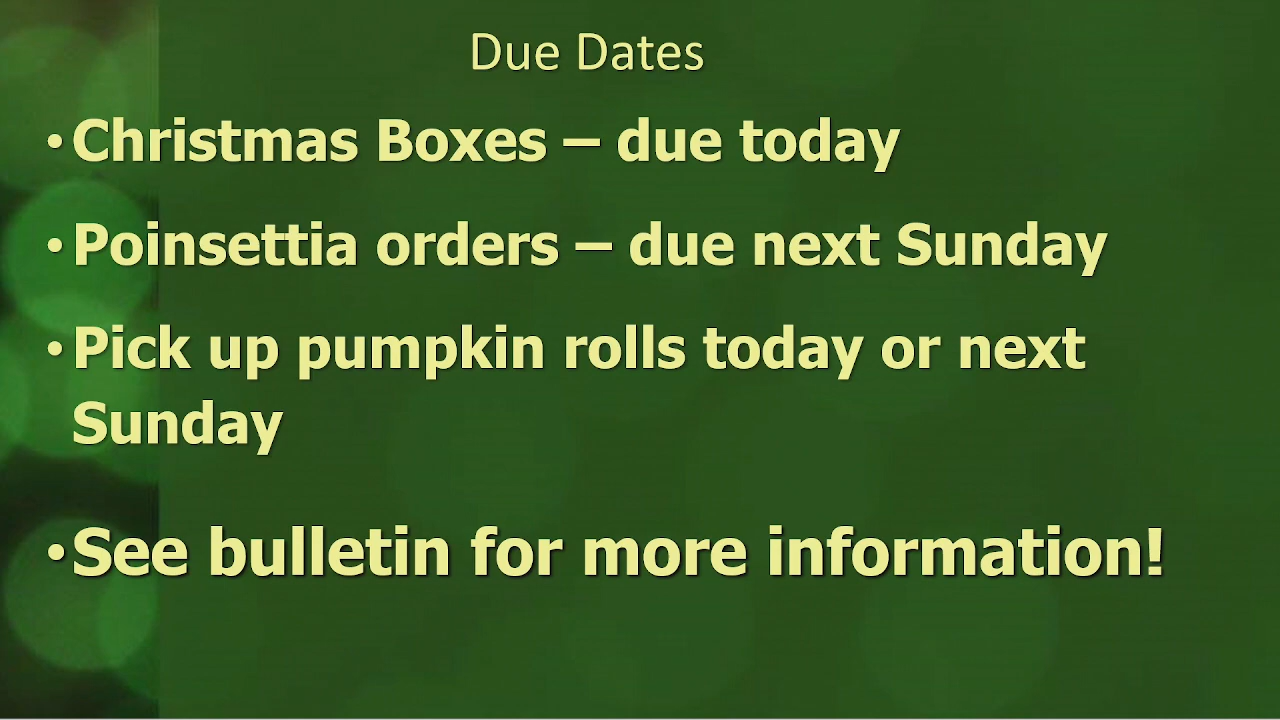 Due Dates
• Christmas Boxes – due today
• Poinsettia orders – due next Sunday
• Pick up pumpkin rolls today or next
Sunday
• See bulletin for more information!